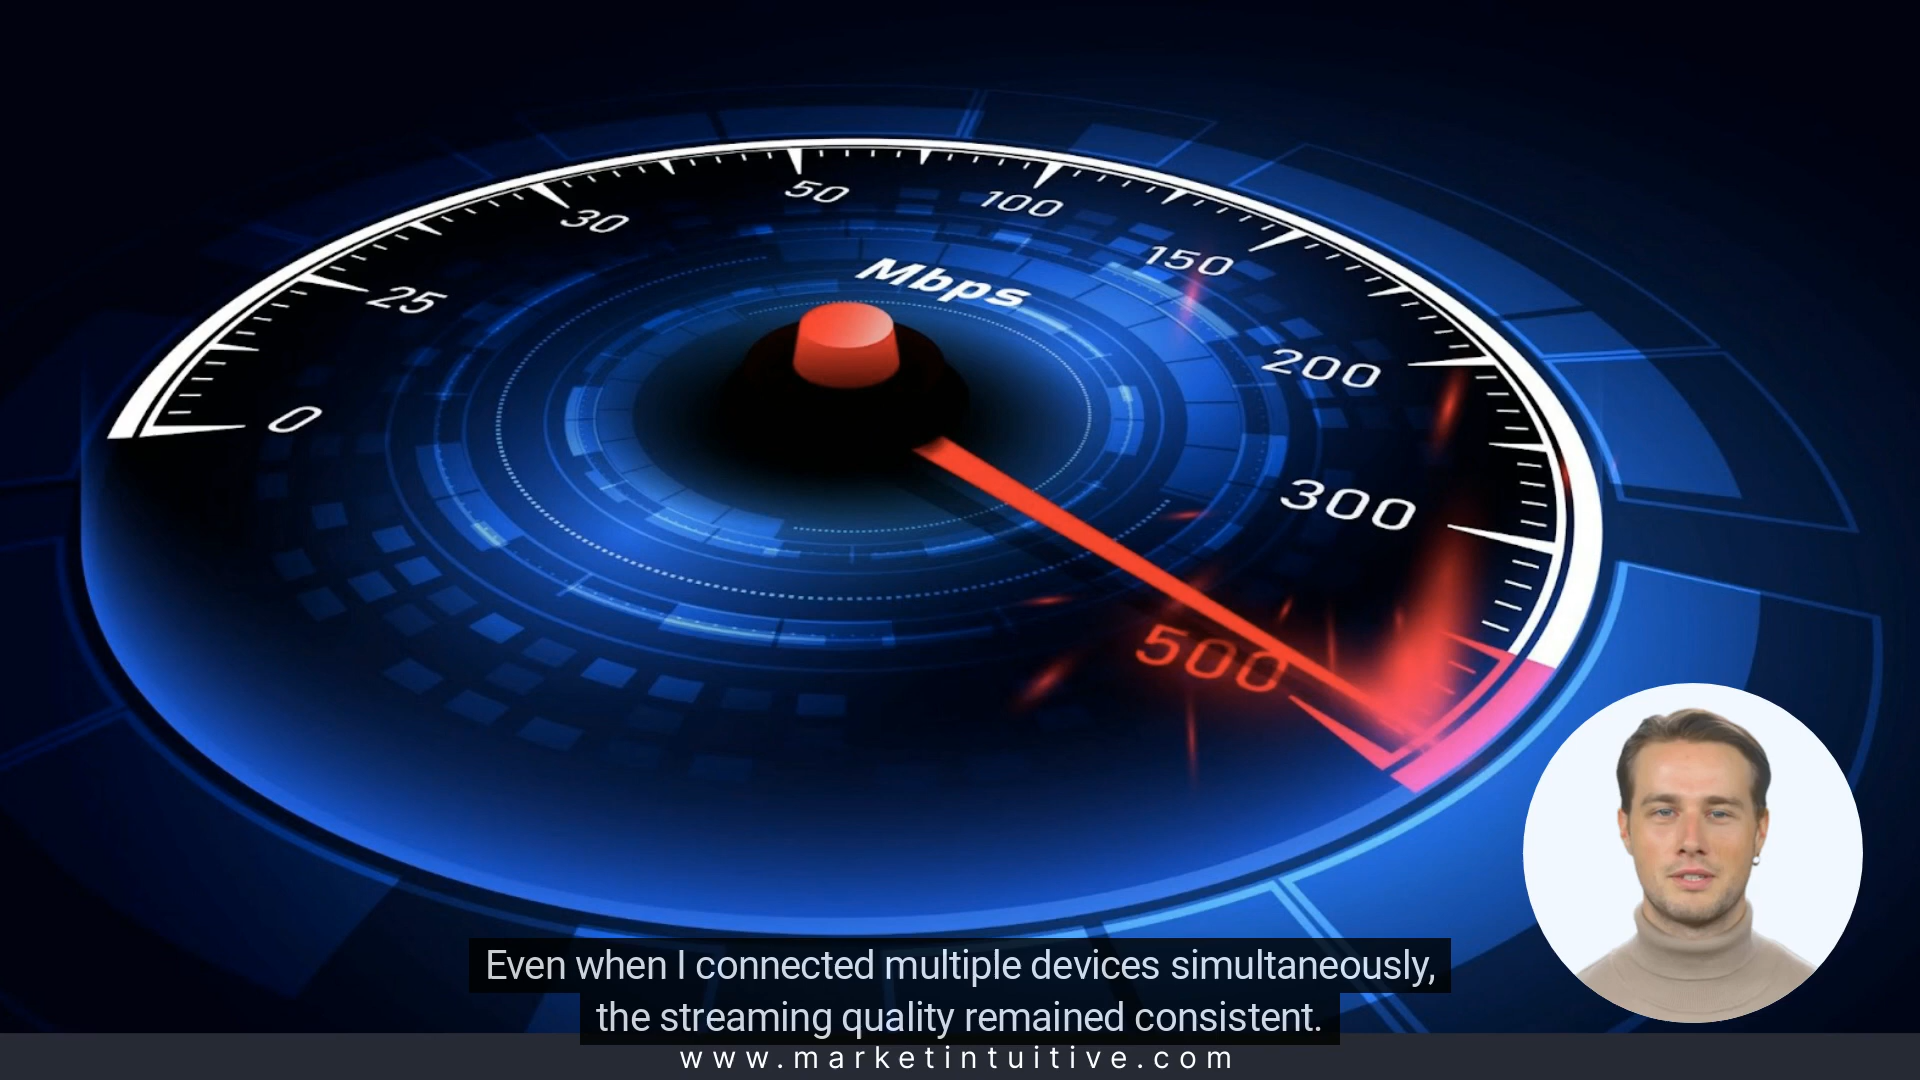 0
25
30
50
100
150
200
300
500
Mbps
Even when I connected multiple devices simultaneously,
the streaming quality remained consistent.
www.marketintuitive.com